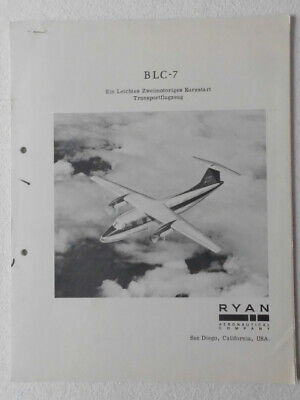 BLC-7
Ein Leichtes Zweimotoriges Kurzstart
Transportflugzeug
RYAN
AERONAUTICAL
COMPANY
San Diego, California, USA.